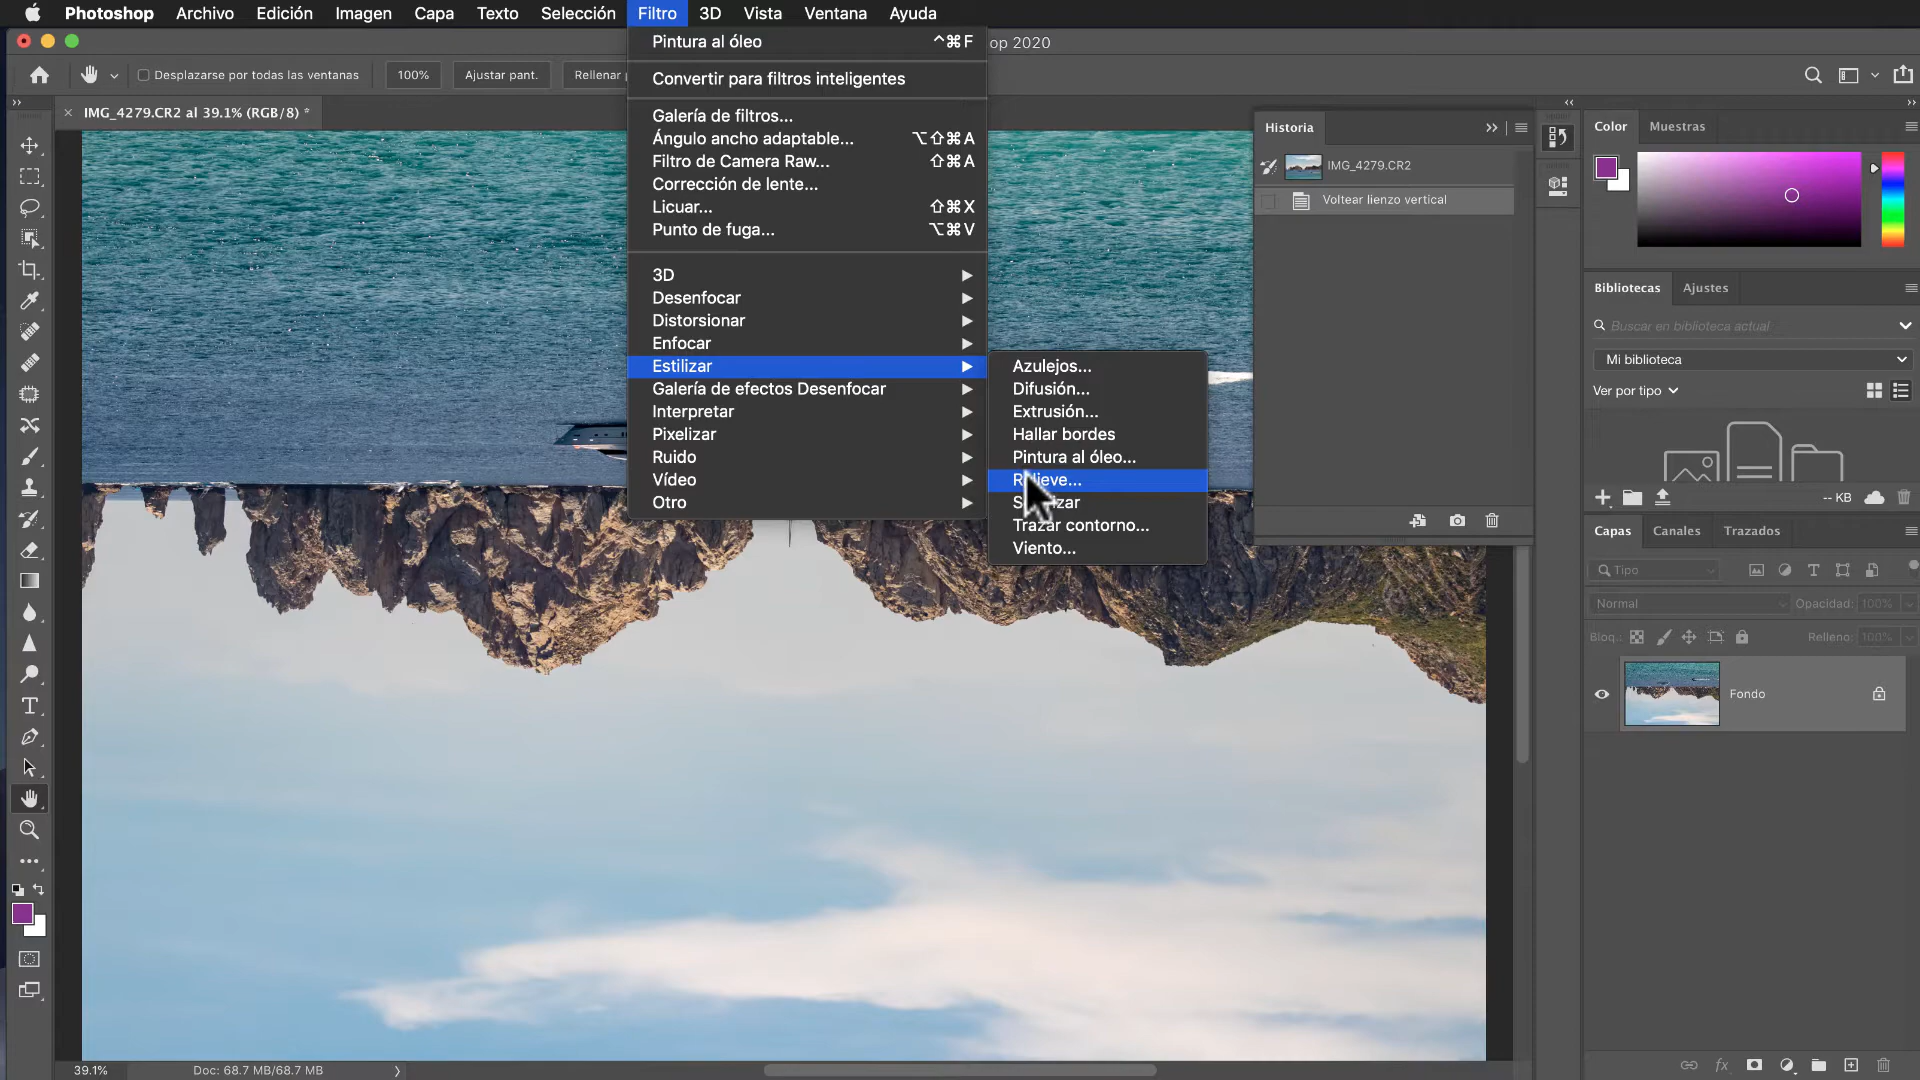 Photoshop Archivo Edición Imagen Capa Texto Selección Filtro 3D Vista Ventana Ayuda
op 2020
Desplazarse por todas las ventanas 100% Ajustar pant. Rellenar
IMG_4279.CR2 al 39.1% (RGB/8) *
Pintura al óleo ^⌘F
Convertir para filtros inteligentes
Galería de filtros...
Ángulo ancho adaptable... ⌥⇧⌘A
Filtro de Camera Raw... ⇧⌘A
Corrección de lente...
Licuar... ⇧⌘X
Punto de fuga... ⌥⌘V
3D
Desenfocar
Distorsionar
Enfocar
Estilizar
Galería de efectos Desenfocar
Interpretar
Pixelizar
Ruido
Vídeo
Otro
Azulejos...
Difusión...
Extrusión...
Hallar bordes
Pintura al óleo...
Trazar contorno...
Viento...
Historia
IMG_4279.CR2
Voltear lienzo vertical
Color Muestras
Bibliotecas Ajustes
Buscar en biblioteca actual
Mi biblioteca
Ver por tipo
-- KB
Capas Canales Trazados
Tipo
Normal Opacidad: 100%
Bloq.: Relleno: 100%
Fondo
fx
39.1% Doc: 68.7 MB/68.7 MB